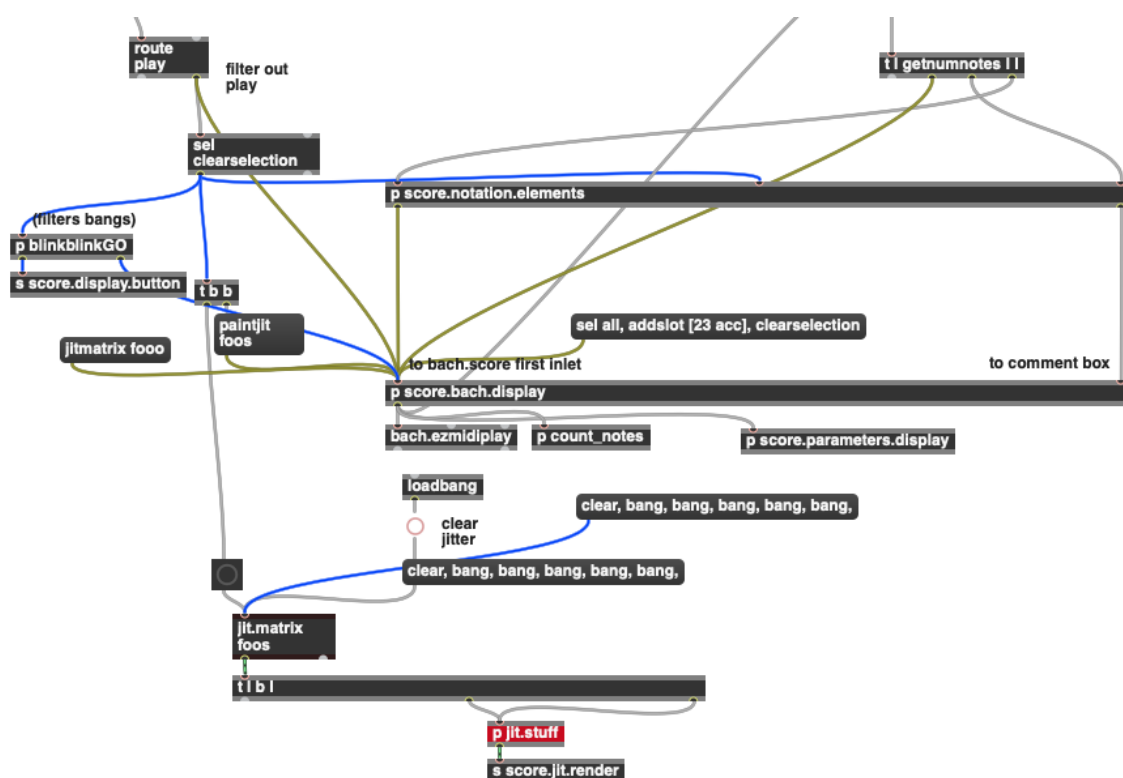 route
play
filter out
play
t l getnumnotes l l
sel
clearselection
p score.notation.elements
(filters bangs)
p blinkblinkGO
s score.display.button
t b b
paintjit
foos
sel all, addslot [23 acc], clearselection
jitmatrix fooo
to bach.score first inlet
to comment box
p score.bach.display
bach.ezmidiplay
p count_notes
p score.parameters.display
loadbang
clear, bang, bang, bang, bang, bang,
clear
jitter
clear, bang, bang, bang, bang, bang,
jit.matrix
foos
t l b l
p jit.stuff
s score.jit.render